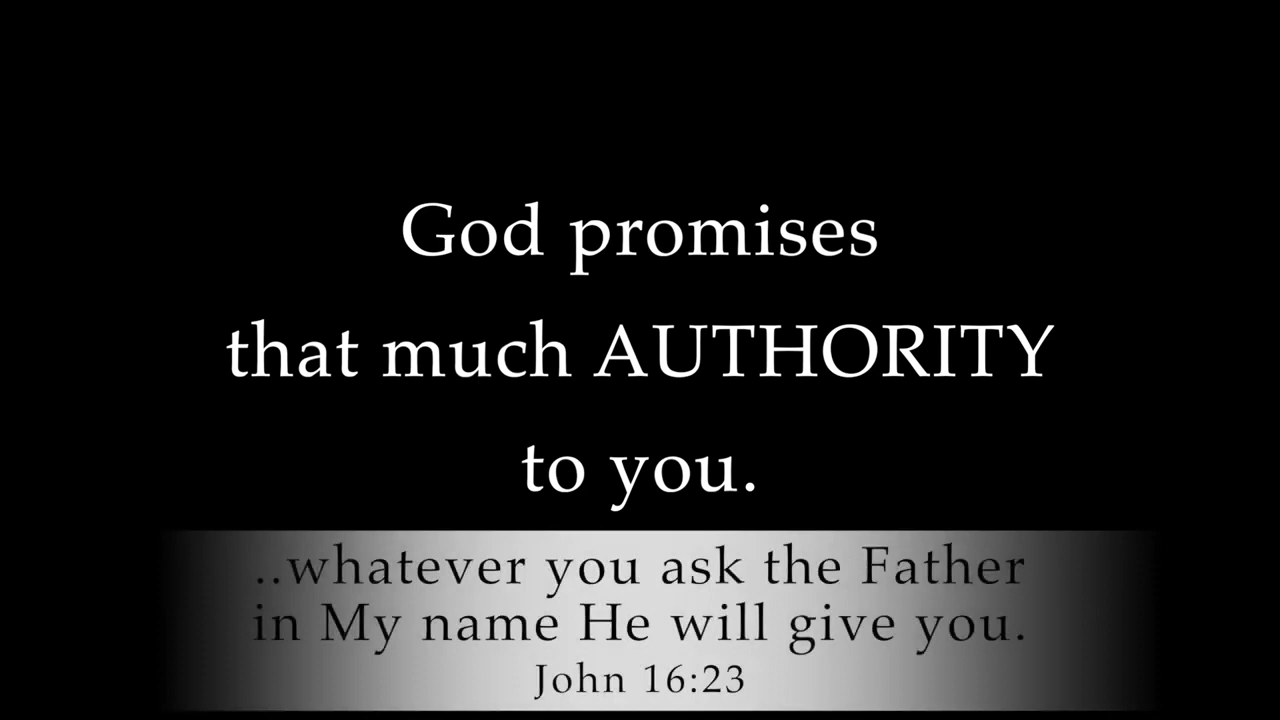 God promises
that much AUTHORITY
to you.
..whatever you ask the Father
in My name He will give you.
John 16:23